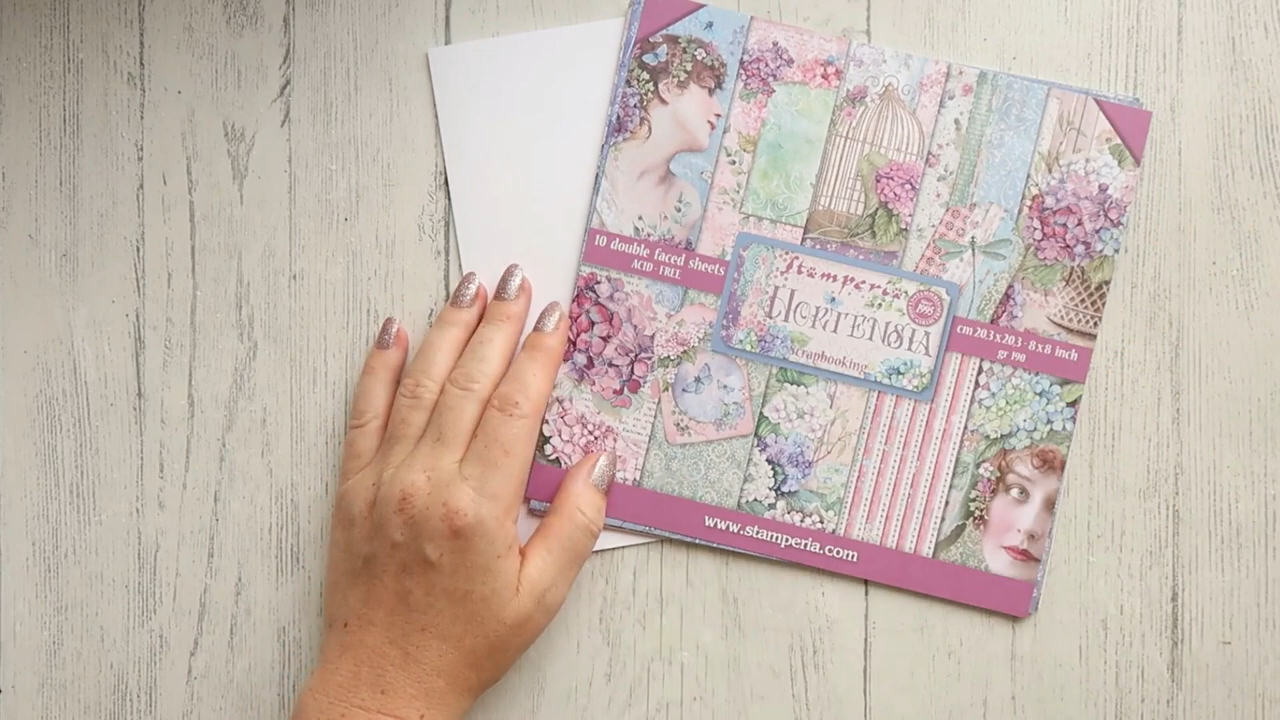 10 double faced sheets
ACID - FREE
Stamperia
1995
HORTENSIA
scrapbooking
cm 20,3 x 20,3 - 8 x 8 inch
gr 190
www.stamperia.com